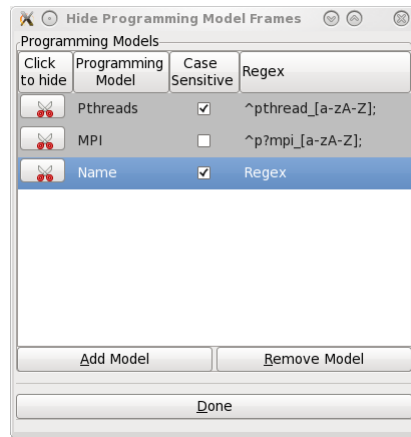 Hide Programming Model Frames
Programming Models
Click to hide Programming Model Case Sensitive Regex
Pthreads ^pthread_[a-zA-Z];
MPI ^p?mpi_[a-zA-Z];
Name Regex
Add Model Remove Model
Done